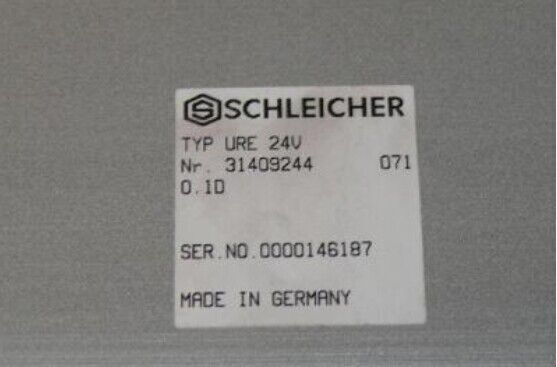 SCHLEICHER
TYP URE 24V
Nr. 31409244 071
0.1D
SER.NO.0000146187
MADE IN GERMANY